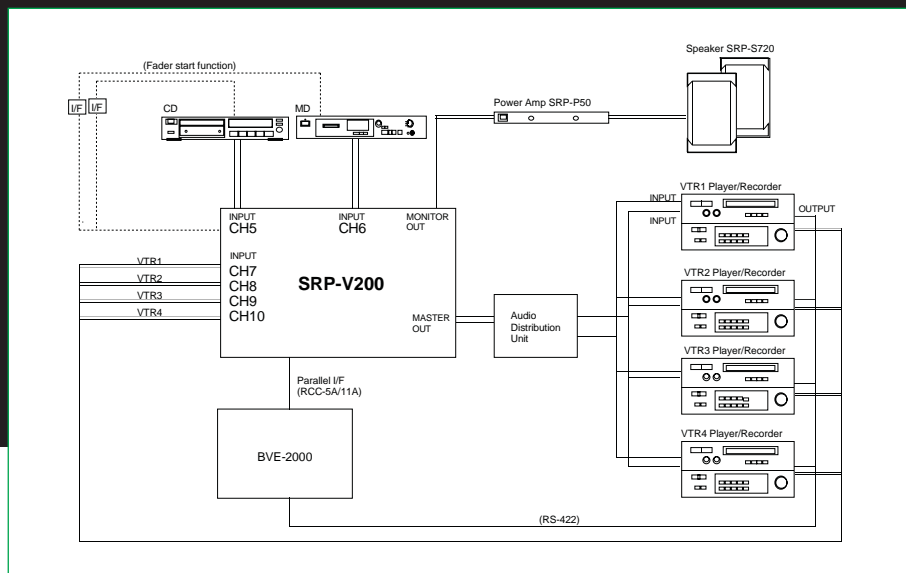 Speaker SRP-S720
(Fader start function)
I/F
I/F
CD
MD
Power Amp SRP-P50
INPUT
CH5
INPUT
CH6
MONITOR
OUT
INPUT
CH7
CH8
CH9
CH10
VTR1
VTR2
VTR3
VTR4
SRP-V200
MASTER
OUT
Audio
Distribution
Unit
Parallel I/F
(RCC-5A/11A)
BVE-2000
VTR1 Player/Recorder
INPUT
INPUT
OUTPUT
VTR2 Player/Recorder
VTR3 Player/Recorder
VTR4 Player/Recorder
(RS-422)